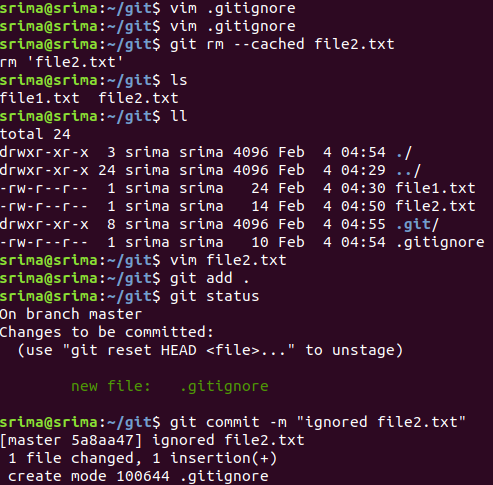 srima@srima:~/git$ vim .gitignore
srima@srima:~/git$ vim .gitignore
srima@srima:~/git$ git rm --cached file2.txt
rm 'file2.txt'
srima@srima:~/git$ ls
file1.txt  file2.txt
srima@srima:~/git$ ll
total 24
drwxr-xr-x  3 srima srima 4096 Feb  4 04:54 ./
drwxr-xr-x 24 srima srima 4096 Feb  4 04:29 ../
-rw-r--r--  1 srima srima   24 Feb  4 04:30 file1.txt
-rw-r--r--  1 srima srima   14 Feb  4 04:50 file2.txt
drwxr-xr-x  8 srima srima 4096 Feb  4 04:55 .git/
-rw-r--r--  1 srima srima   10 Feb  4 04:54 .gitignore
srima@srima:~/git$ vim file2.txt
srima@srima:~/git$ git add .
srima@srima:~/git$ git status
On branch master
Changes to be committed:
  (use "git reset HEAD <file>..." to unstage)
        new file:   .gitignore
srima@srima:~/git$ git commit -m "ignored file2.txt"
[master 5a8aa47] ignored file2.txt
 1 file changed, 1 insertion(+)
 create mode 100644 .gitignore